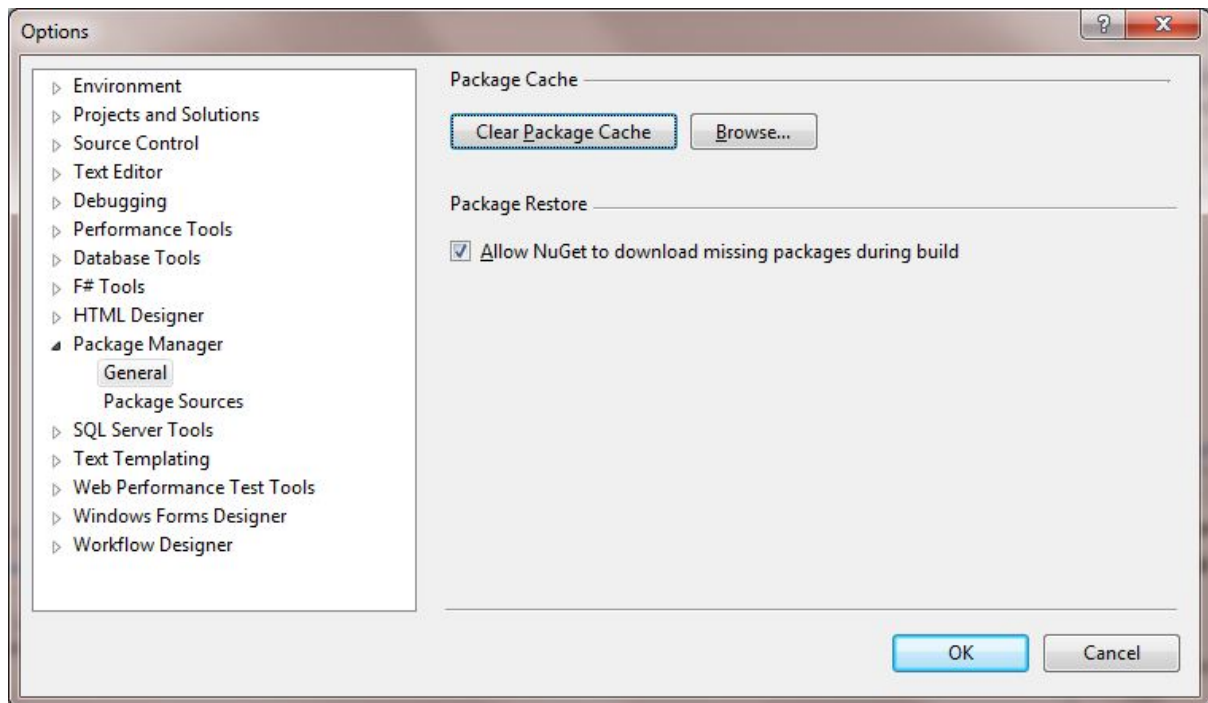 Options
Environment
Projects and Solutions
Source Control
Text Editor
Debugging
Performance Tools
Database Tools
F# Tools
HTML Designer
Package Manager
General
Package Sources
SQL Server Tools
Text Templating
Web Performance Test Tools
Windows Forms Designer
Workflow Designer
Package Cache
Clear Package Cache Browse...
Package Restore
Allow NuGet to download missing packages during build
OK Cancel